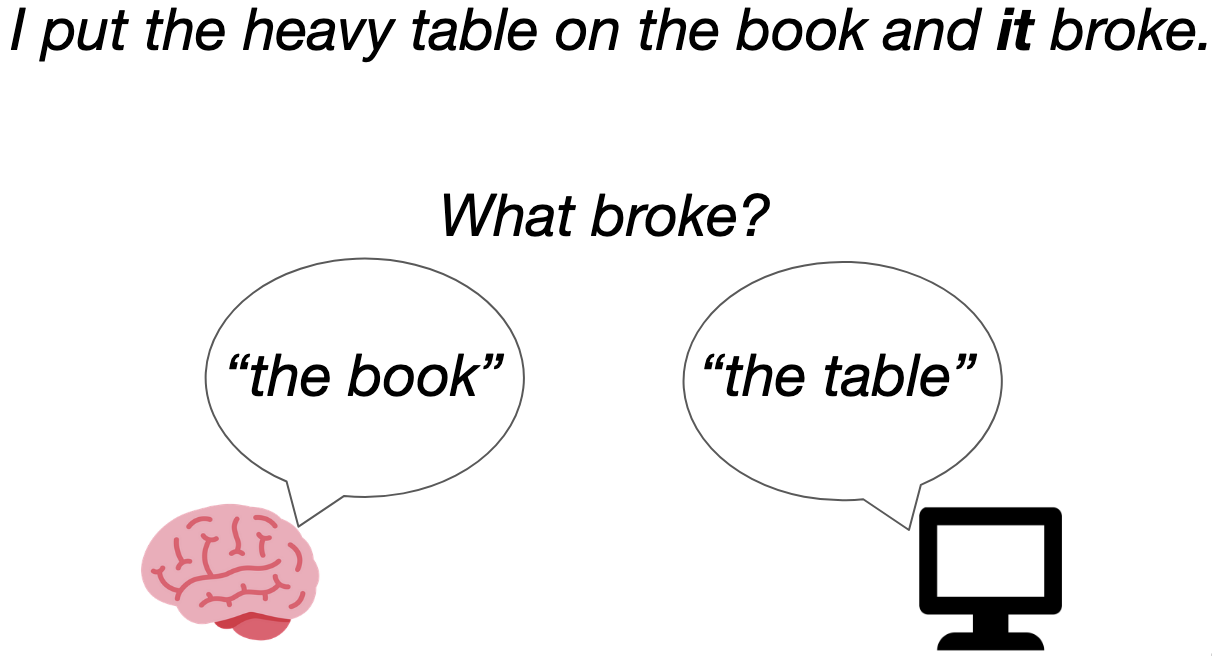 I put the heavy table on the book and it broke.
What broke?
“the book”
“the table”